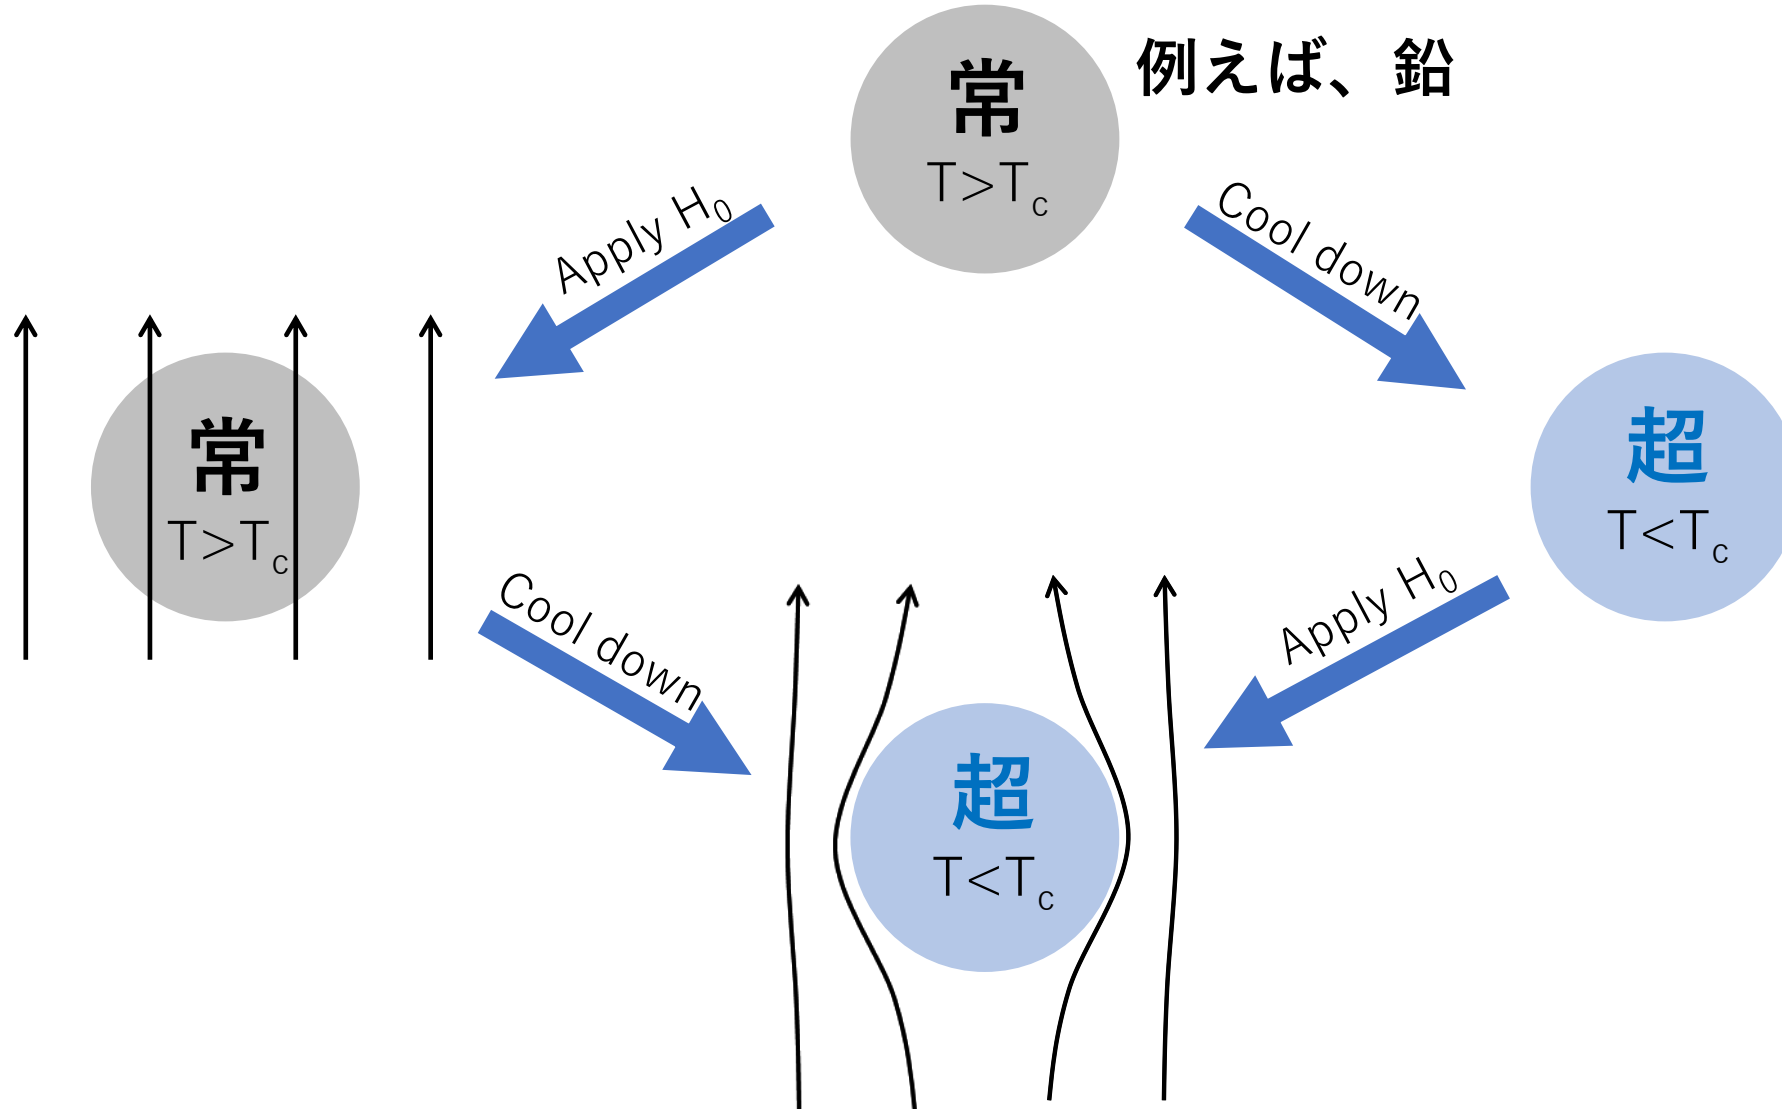 常
T>Tc
例えば、鉛
Apply H0
Cool down
常
T>Tc
超
T<Tc
Cool down
Apply H0
超
T<Tc